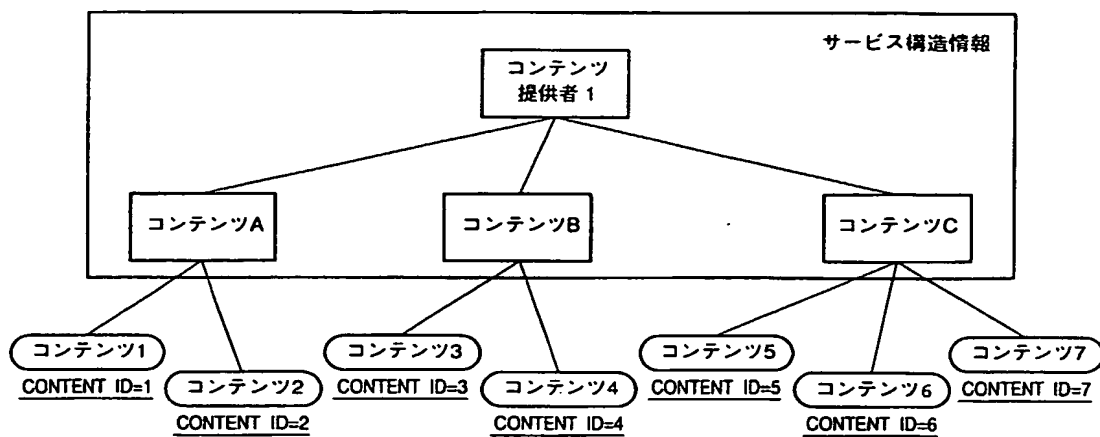 サービス構造情報
コンテンツ
提供者 1
コンテンツA
コンテンツB
コンテンツC
コンテンツ1
CONTENT ID=1
コンテンツ2
CONTENT ID=2
コンテンツ3
CONTENT ID=3
コンテンツ4
CONTENT ID=4
コンテンツ5
CONTENT ID=5
コンテンツ6
CONTENT ID=6
コンテンツ7
CONTENT ID=7